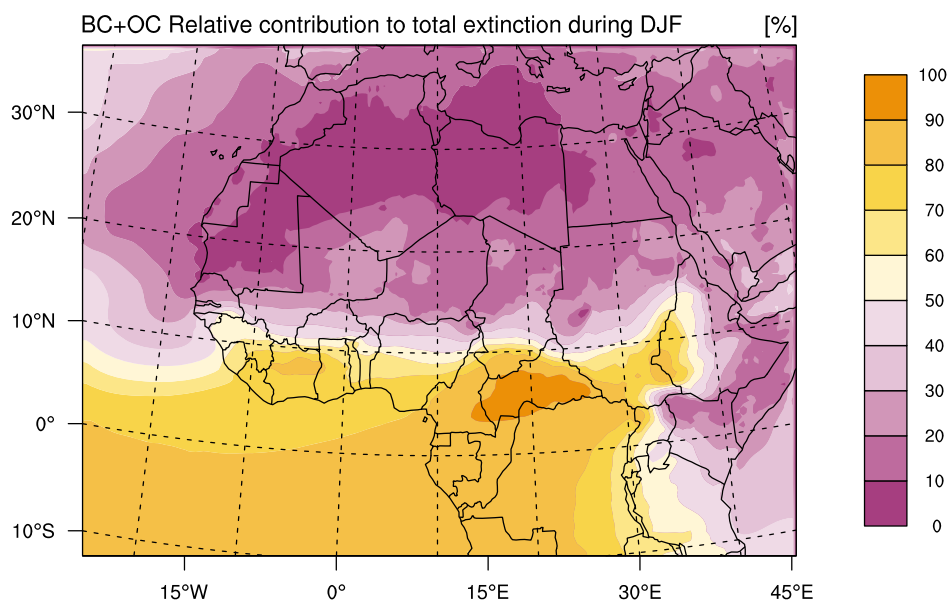 BC+OC Relative contribution to total extinction during DJF [%]
30°N
20°N
10°N
0°
10°S
15°W 0° 15°E 30°E 45°E
100
90
80
70
60
50
40
30
20
10
0